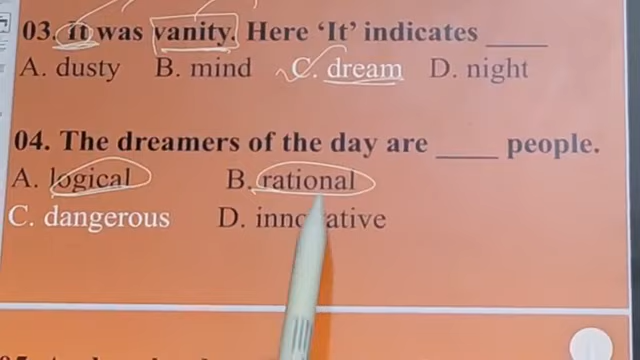 03. It was vanity. Here ‘It’ indicates ____
A. dusty B. mind C. dream D. night
04. The dreamers of the day are ____ people.
A. logical B. rational
C. dangerous D. innovative